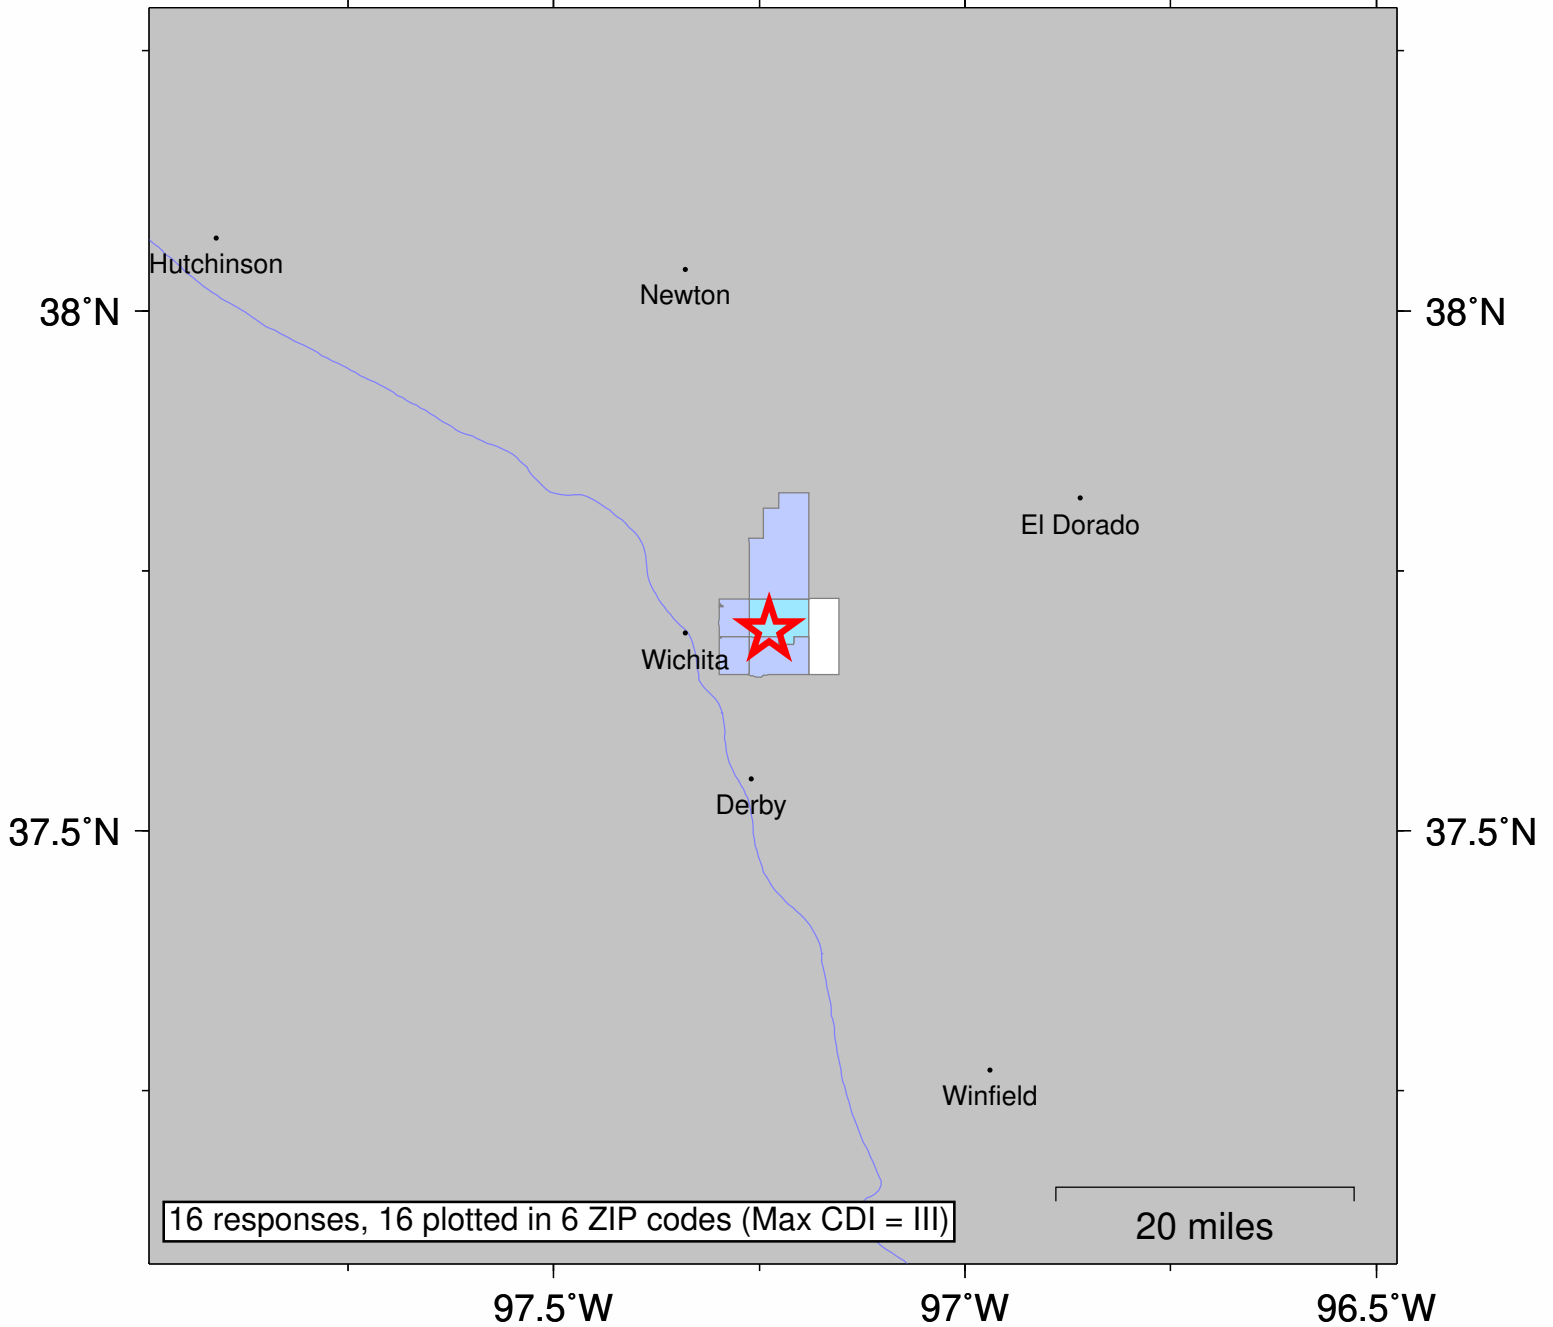 Hutchinson
Newton
38˚N
38˚N
El Dorado
Wichita
Derby
37.5˚N
37.5˚N
Winfield
16 responses, 16 plotted in 6 ZIP codes (Max CDI = III)
20 miles
97.5˚W
97˚W
96.5˚W